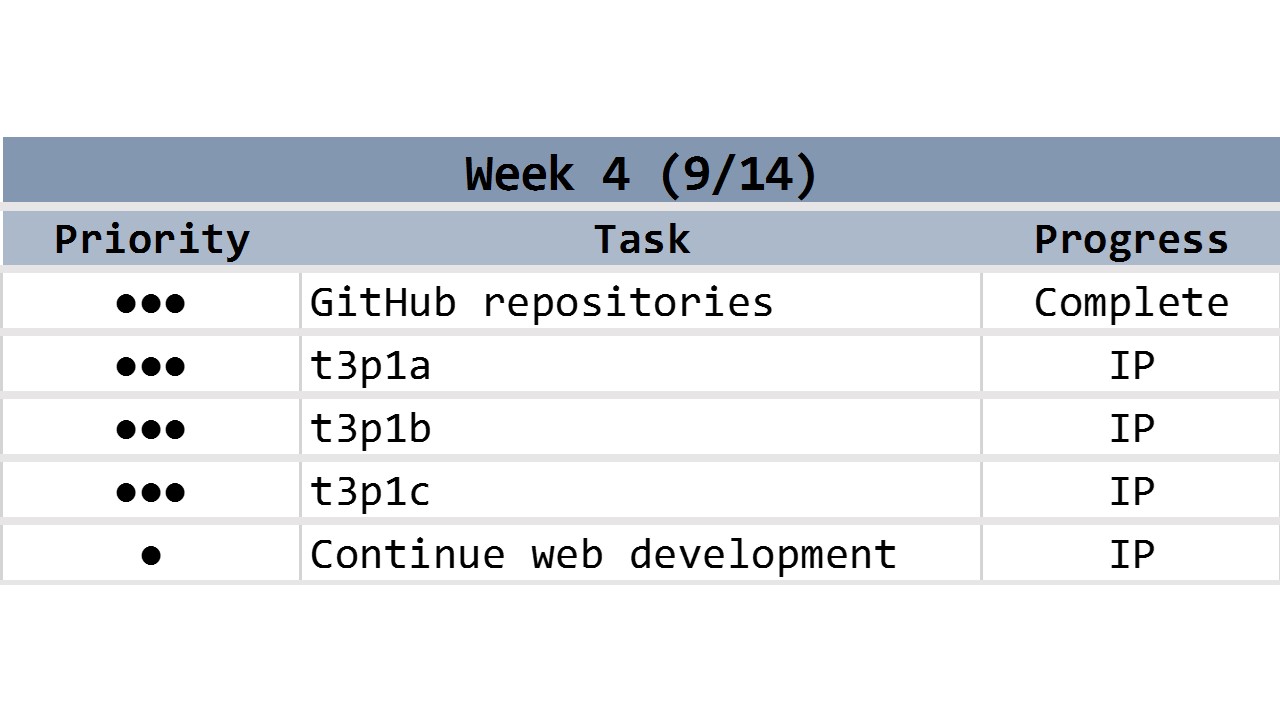 Week 4 (9/14)
Priority Task Progress
●●● GitHub repositories Complete
●●● t3p1a IP
●●● t3p1b IP
●●● t3p1c IP
● Continue web development IP